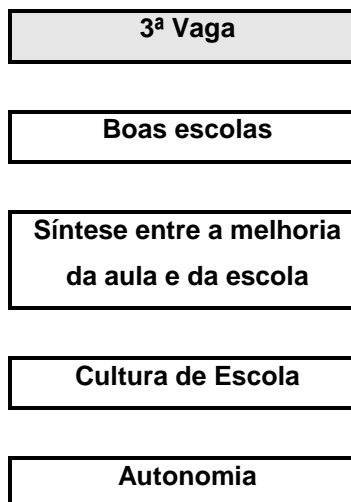 3ª Vaga
Boas escolas
Síntese entre a melhoria
da aula e da escola
Cultura de Escola
Autonomia